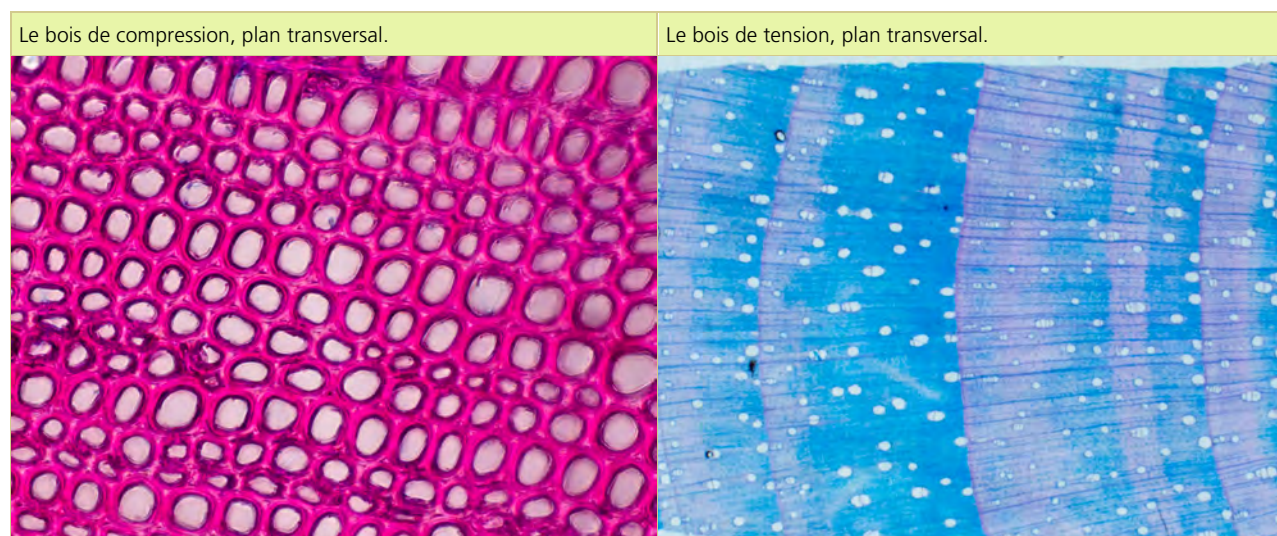 Le bois de compression, plan transversal.
Le bois de tension, plan transversal.